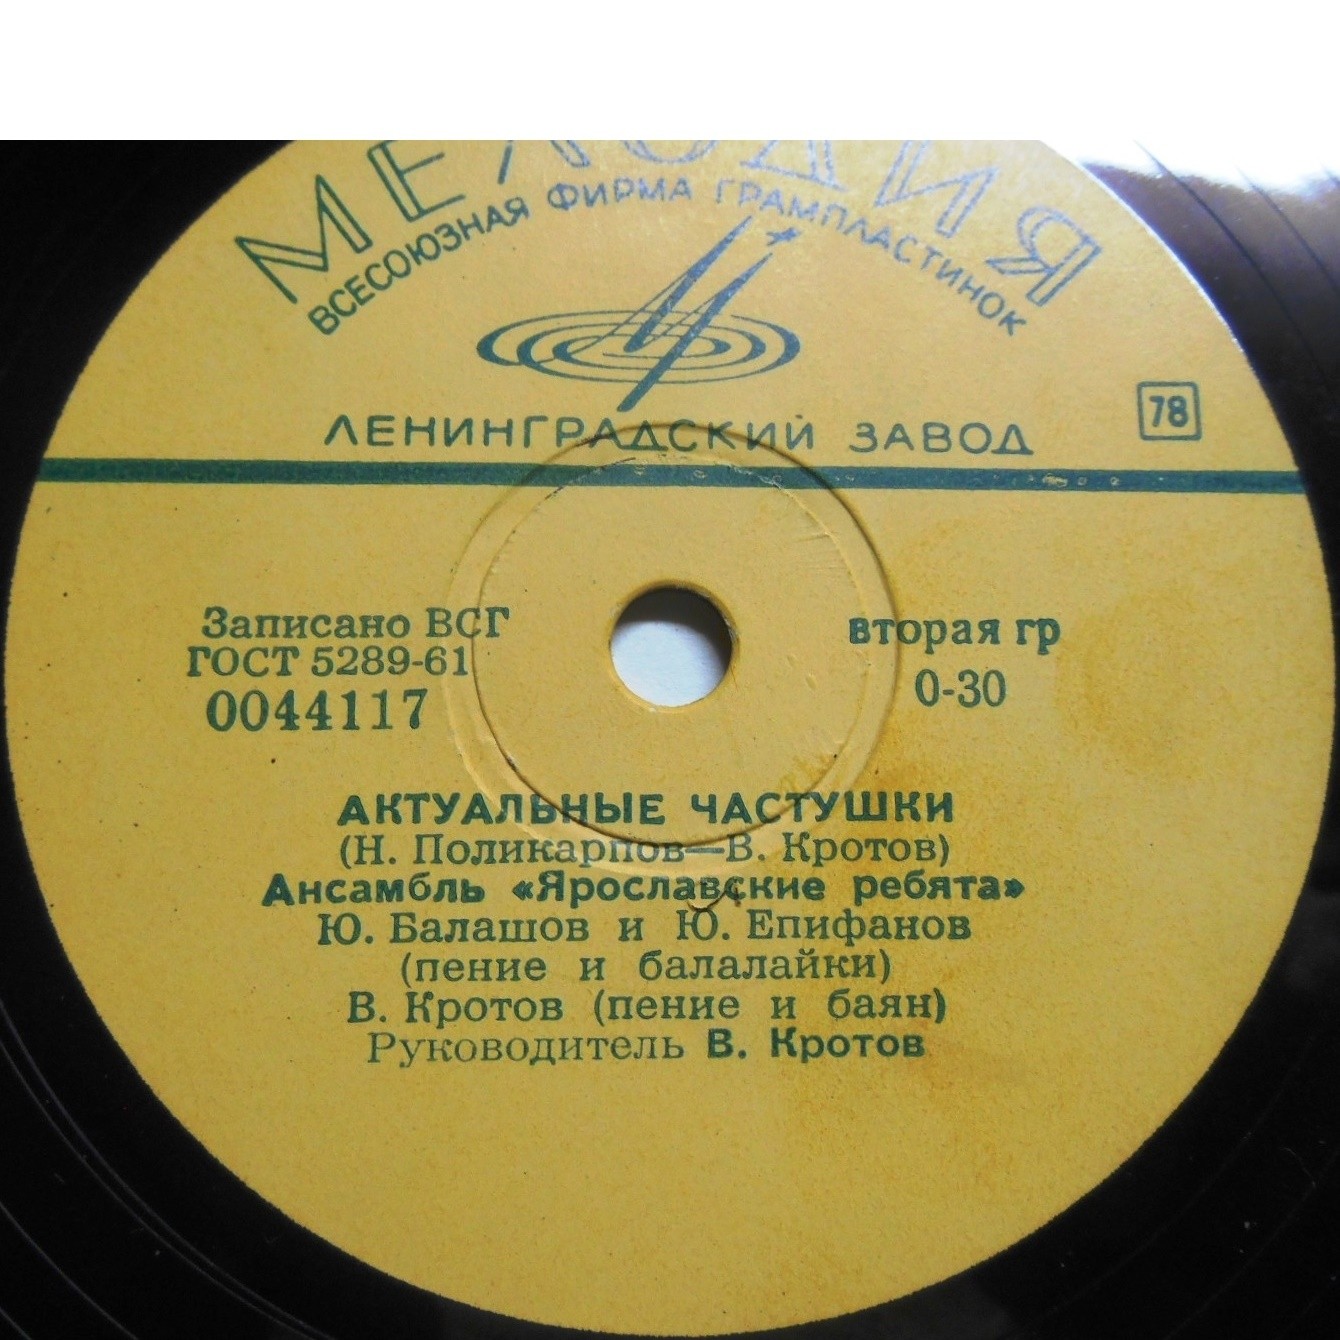 МЕЛОДИЯ
ВСЕСОЮЗНАЯ ФИРМА ГРАМПЛАСТИНОК
ЛЕНИНГРАДСКИЙ ЗАВОД
78
Записано ВСГ
ГОСТ 5289-61
0044117
вторая гр
0-30
АКТУАЛЬНЫЕ ЧАСТУШКИ
(Н. Поликарпов—В. Кротов)
Ансамбль «Ярославские ребята»
Ю. Балашов и Ю. Епифанов
(пение и балалайки)
В. Кротов (пение и баян)
Руководитель В. Кротов